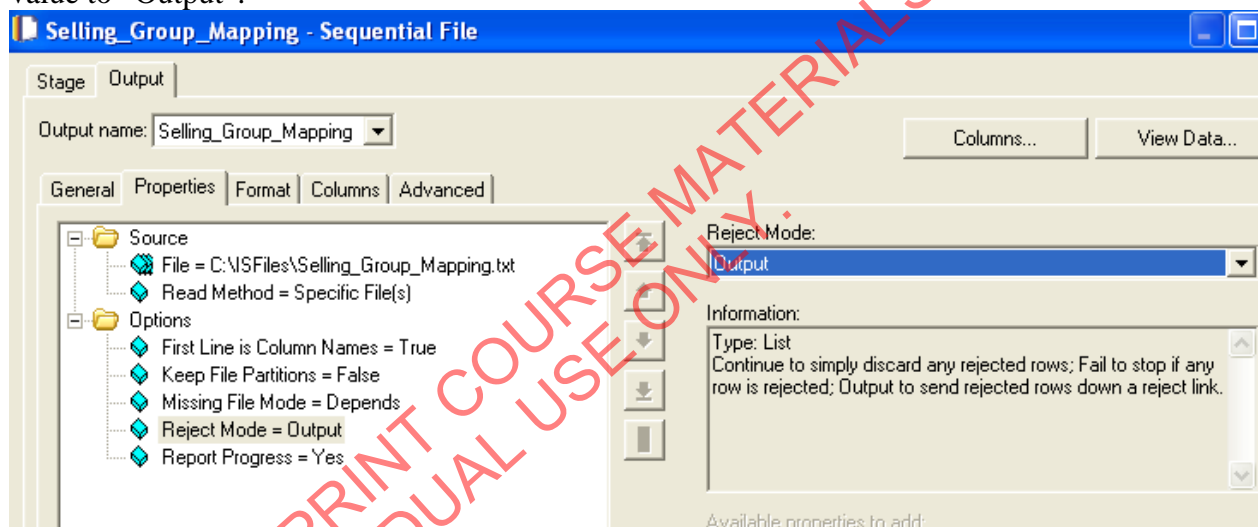 value to "Output".
Selling_Group_Mapping - Sequential File
Stage Output
Output name: Selling_Group_Mapping
Columns... View Data...
General Properties Format Columns Advanced
Source
File = C:\ISFiles\Selling_Group_Mapping.txt
Read Method = Specific File(s)
Options
First Line is Column Names = True
Keep File Partitions = False
Missing File Mode = Depends
Reject Mode = Output
Report Progress = Yes
Reject Mode:
Output
Information:
Type: List
Continue to simply discard any rejected rows; Fail to stop if any
row is rejected; Output to send rejected rows down a reject link.
Available properties to add:
PRINT COURSE MATERIALS
DUAL USE ONLY.